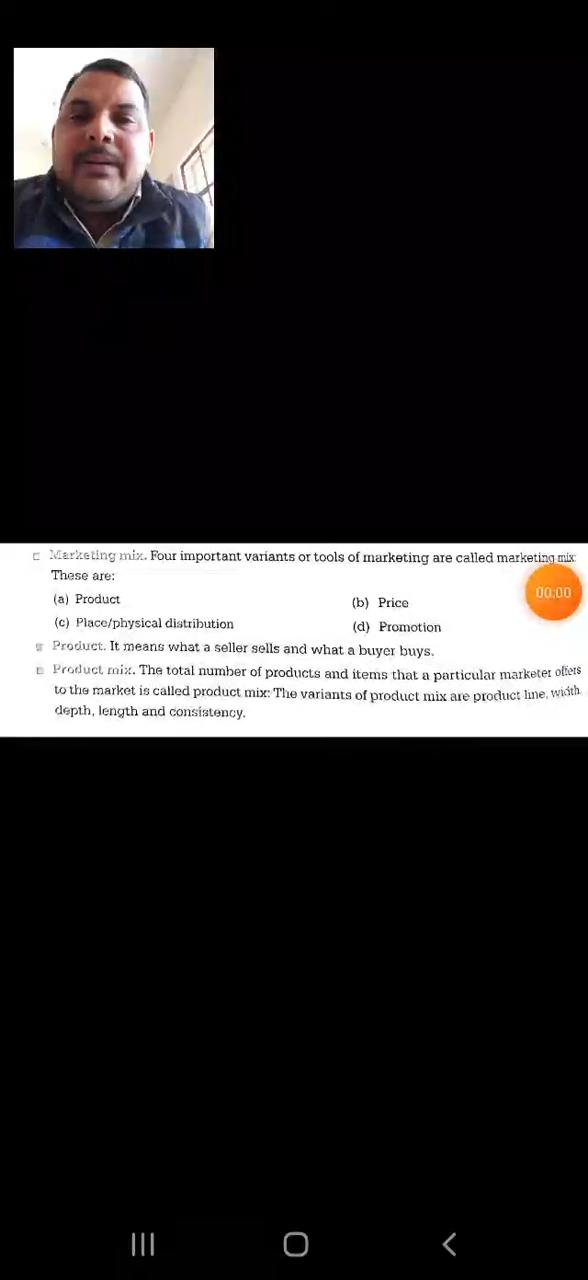 Marketing mix. Four important variants or tools of marketing are called marketing mix:
These are:
(a) Product (b) Price
(c) Place/physical distribution (d) Promotion
Product. It means what a seller sells and what a buyer buys.
Product mix. The total number of products and items that a particular marketer offers
to the market is called product mix: The variants of product mix are product line, width,
depth, length and consistency.
00:00